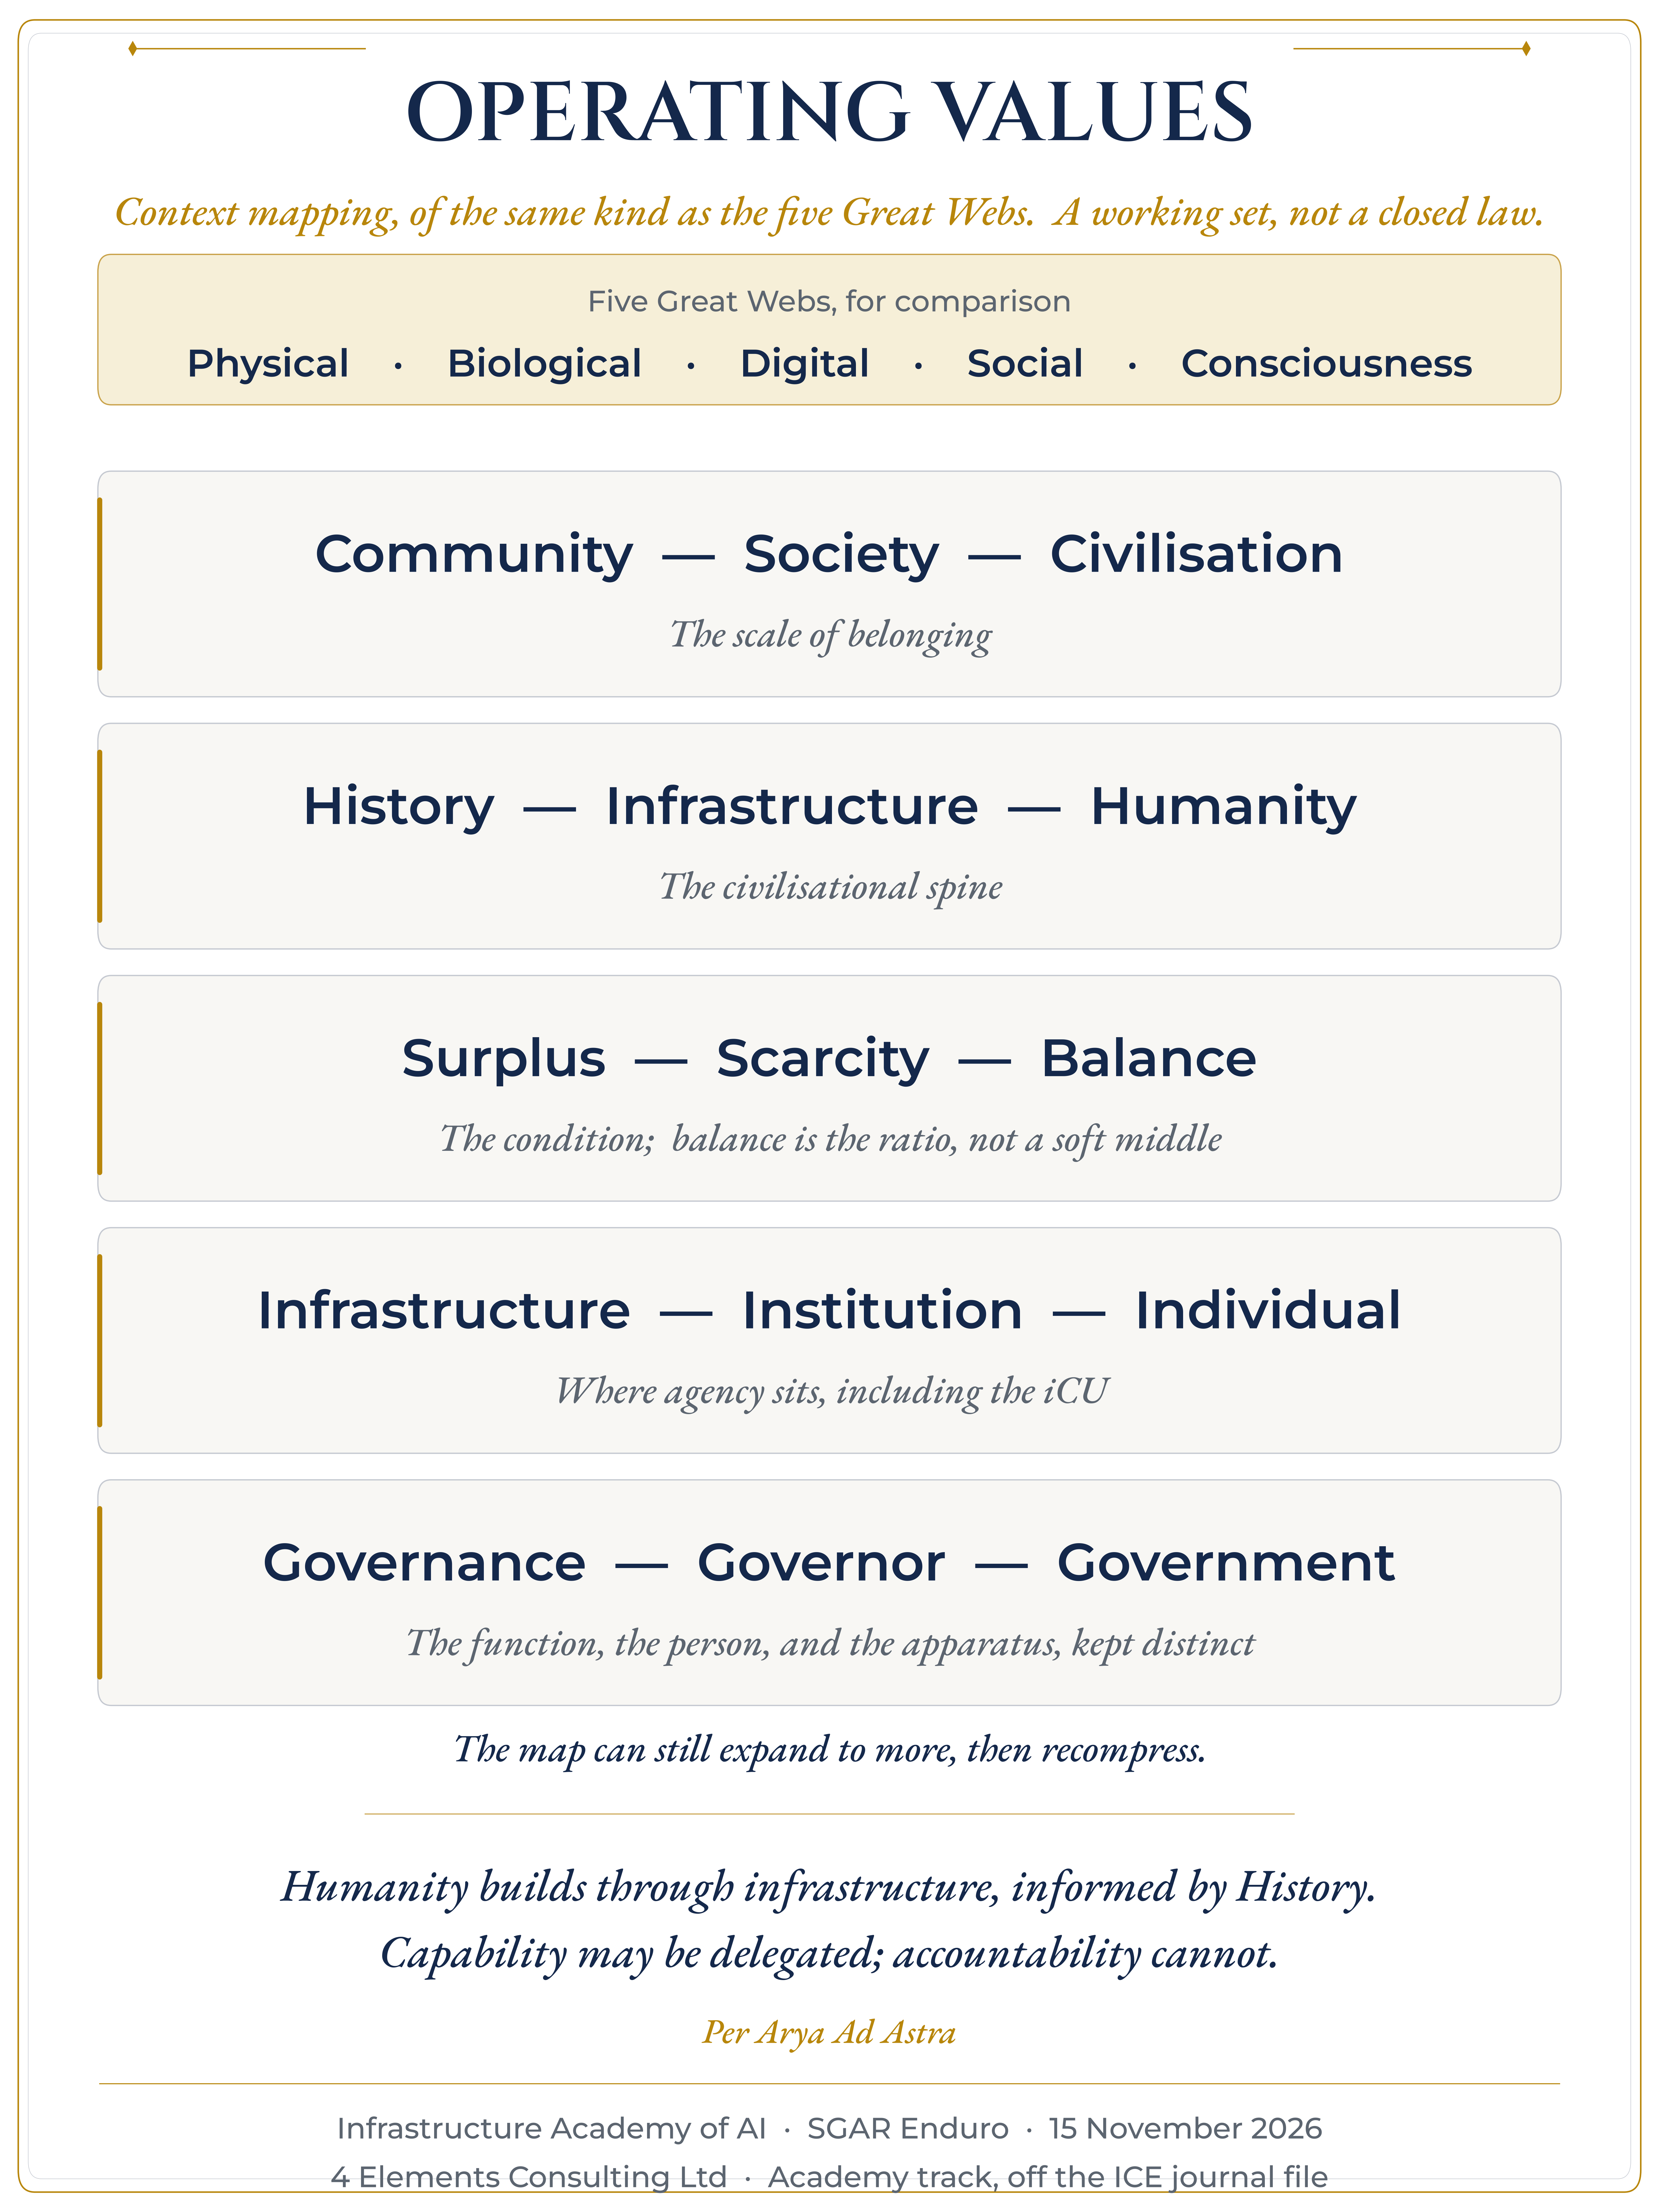 OPERATING VALUES
Context mapping, of the same kind as the five Great Webs. A working set, not a closed law.
Five Great Webs, for comparison
Physical · Biological · Digital · Social · Consciousness
Community — Society — Civilisation
The scale of belonging
History — Infrastructure — Humanity
The civilisational spine
Surplus — Scarcity — Balance
The condition; balance is the ratio, not a soft middle
Infrastructure — Institution — Individual
Where agency sits, including the iCU
Governance — Governor — Government
The function, the person, and the apparatus, kept distinct
The map can still expand to more, then recompress.
Humanity builds through infrastructure, informed by History.
Capability may be delegated; accountability cannot.
Per Arya Ad Astra
Infrastructure Academy of AI · SGAR Enduro · 15 November 2026
4 Elements Consulting Ltd · Academy track, off the ICE journal file